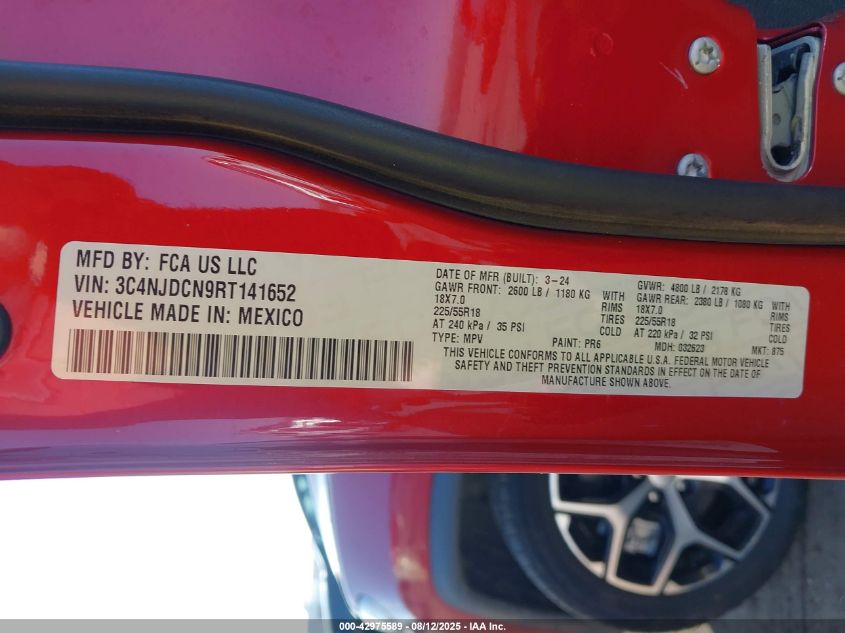 MFD BY: FCA US LLC
VIN: 3C4NJDCN9RT141652
VEHICLE MADE IN: MEXICO
DATE OF MFR (BUILT): 3-24 GVWR: 4800 LB / 2178 KG
GAWR FRONT: 2600 LB / 1180 KG WITH GAWR REAR: 2380 LB / 1080 KG WITH
18X7.0 RIMS 18X7.0 RIMS
225/55R18 TIRES 225/55R18 TIRES
AT 240 kPa / 35 PSI COLD AT 220 kPa / 32 PSI COLD
TYPE: MPV PAINT: PR6 MDH: 032623 MKT: 875
THIS VEHICLE CONFORMS TO ALL APPLICABLE U.S.A. FEDERAL MOTOR VEHICLE
SAFETY AND THEFT PREVENTION STANDARDS IN EFFECT ON THE DATE OF
MANUFACTURE SHOWN ABOVE.
000-42975589 - 08/12/2025 - IAA Inc.